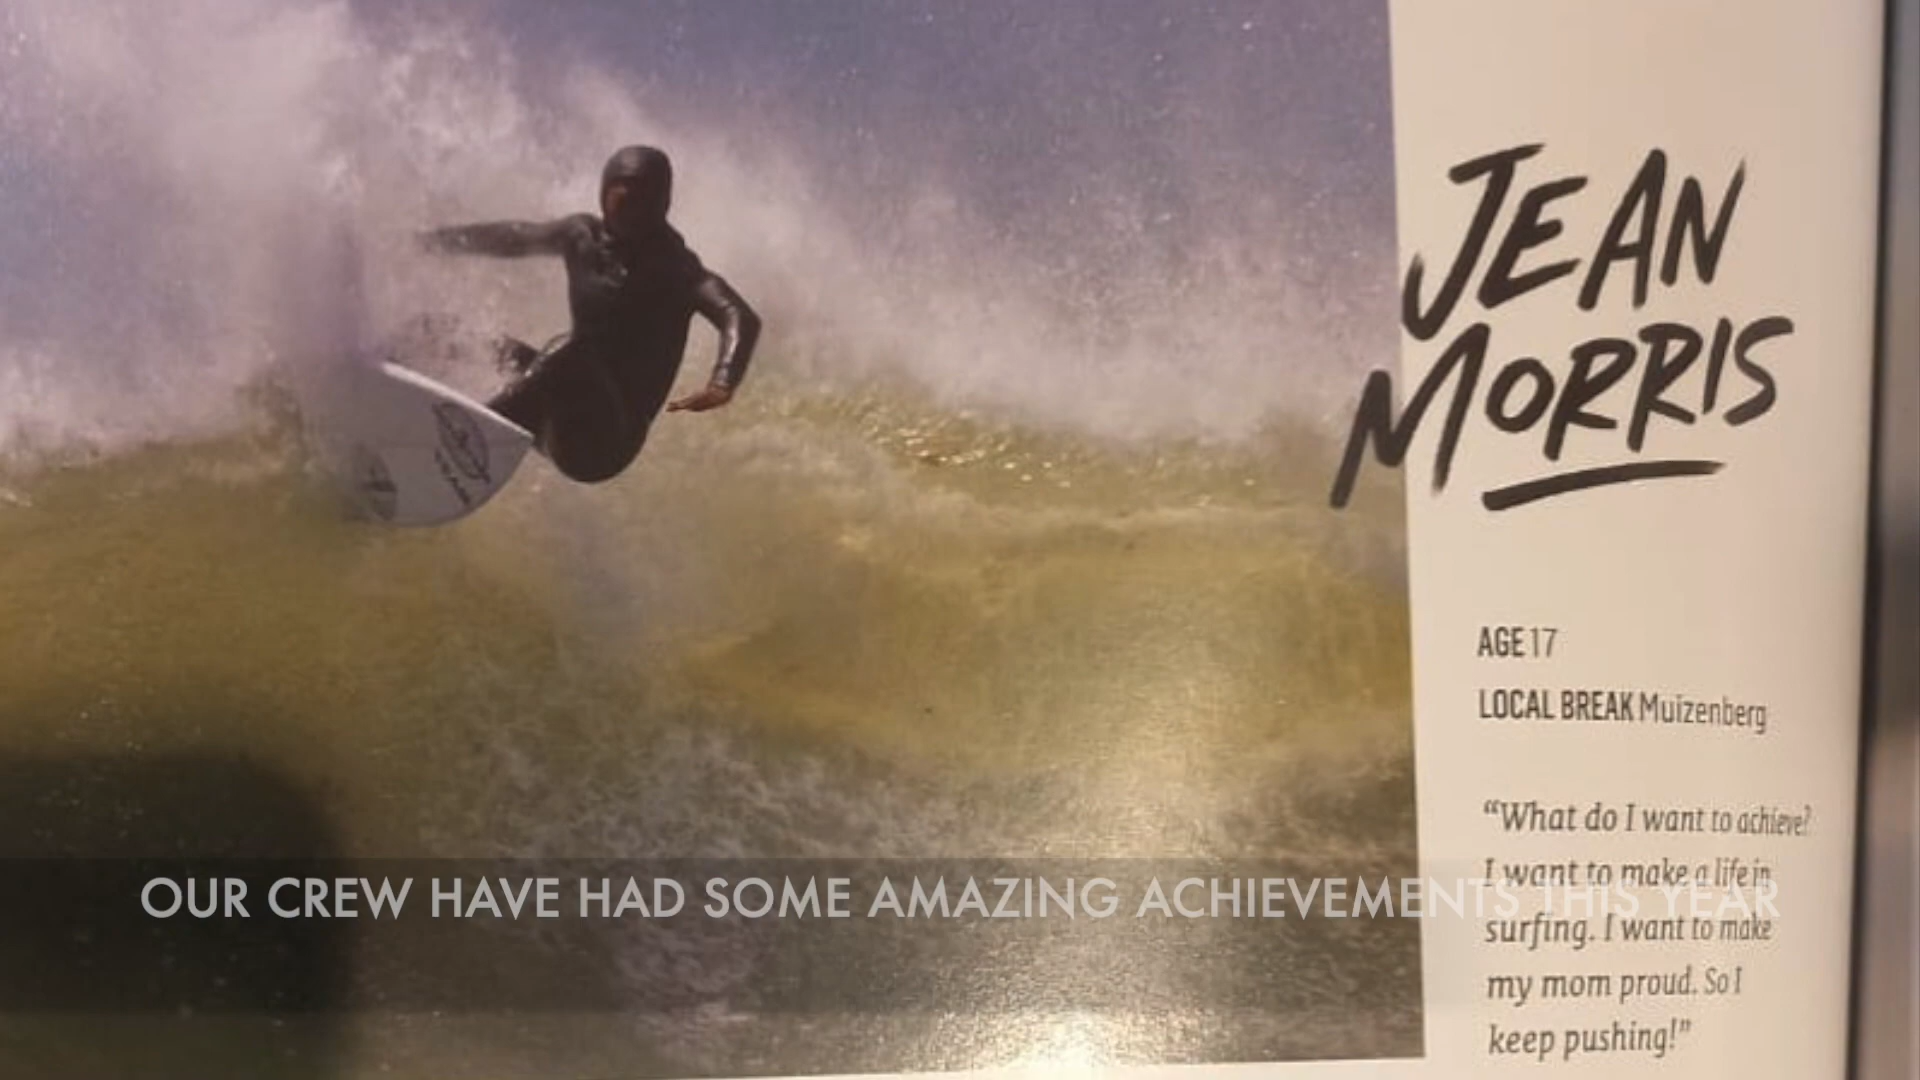 JEAN
MORRIS
AGE 17
LOCAL BREAK Muizenberg
“What do I want to achieve?
I want to make a life in
surfing. I want to make
my mom proud. So I
keep pushing!”
OUR CREW HAVE HAD SOME AMAZING ACHIEVEMENTS THIS YEAR